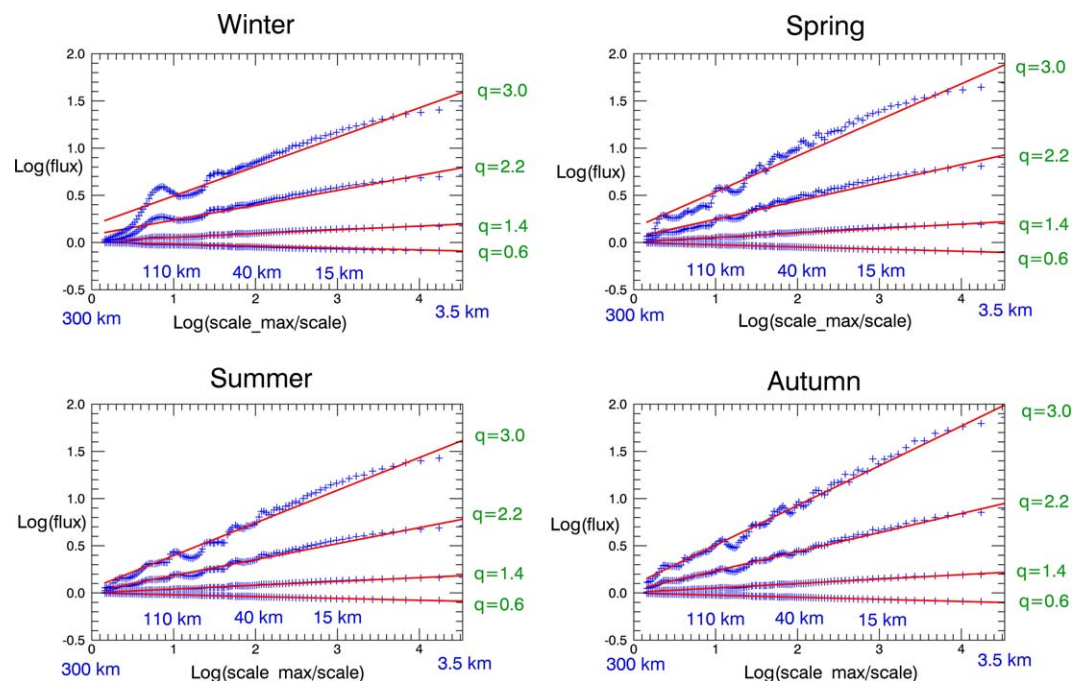 Winter
2.0
1.5
1.0
0.5
0.0
-0.5
Log(flux)
q=3.0
q=2.2
q=1.4
q=0.6
110 km
40 km
15 km
0
1
2
3
4
300 km
Log(scale_max/scale)
3.5 km
Spring
2.0
1.5
1.0
0.5
0.0
-0.5
Log(flux)
q=3.0
q=2.2
q=1.4
q=0.6
110 km
40 km
15 km
0
1
2
3
4
300 km
Log(scale_max/scale)
3.5 km
Summer
2.0
1.5
1.0
0.5
0.0
-0.5
Log(flux)
q=3.0
q=2.2
q=1.4
q=0.6
110 km
40 km
15 km
0
1
2
3
4
300 km
Log(scale max/scale)
3.5 km
Autumn
2.0
1.5
1.0
0.5
0.0
-0.5
Log(flux)
q=3.0
q=2.2
q=1.4
q=0.6
110 km
40 km
15 km
0
1
2
3
4
300 km
Log(scale max/scale)
3.5 km